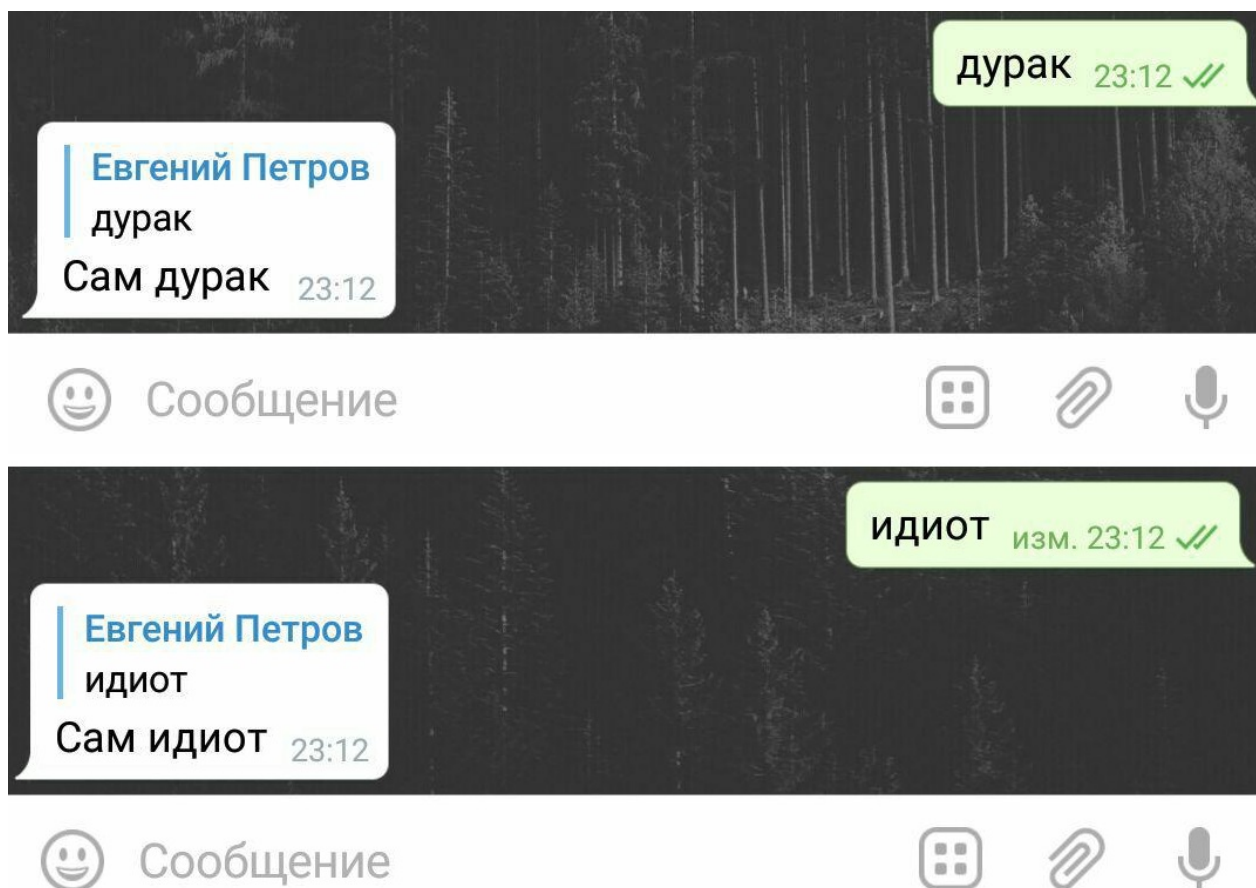 дурак 23:12
Евгений Петров
дурак
Сам дурак 23:12
Сообщение
идиот изм. 23:12
Евгений Петров
идиот
Сам идиот 23:12
Сообщение